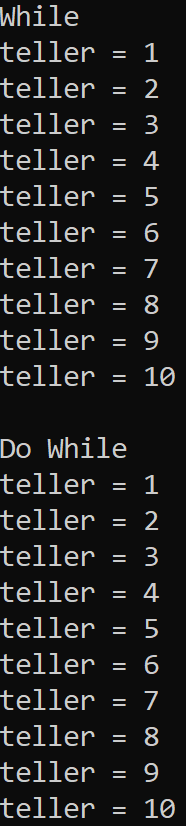 While
teller = 1
teller = 2
teller = 3
teller = 4
teller = 5
teller = 6
teller = 7
teller = 8
teller = 9
teller = 10

Do While
teller = 1
teller = 2
teller = 3
teller = 4
teller = 5
teller = 6
teller = 7
teller = 8
teller = 9
teller = 10